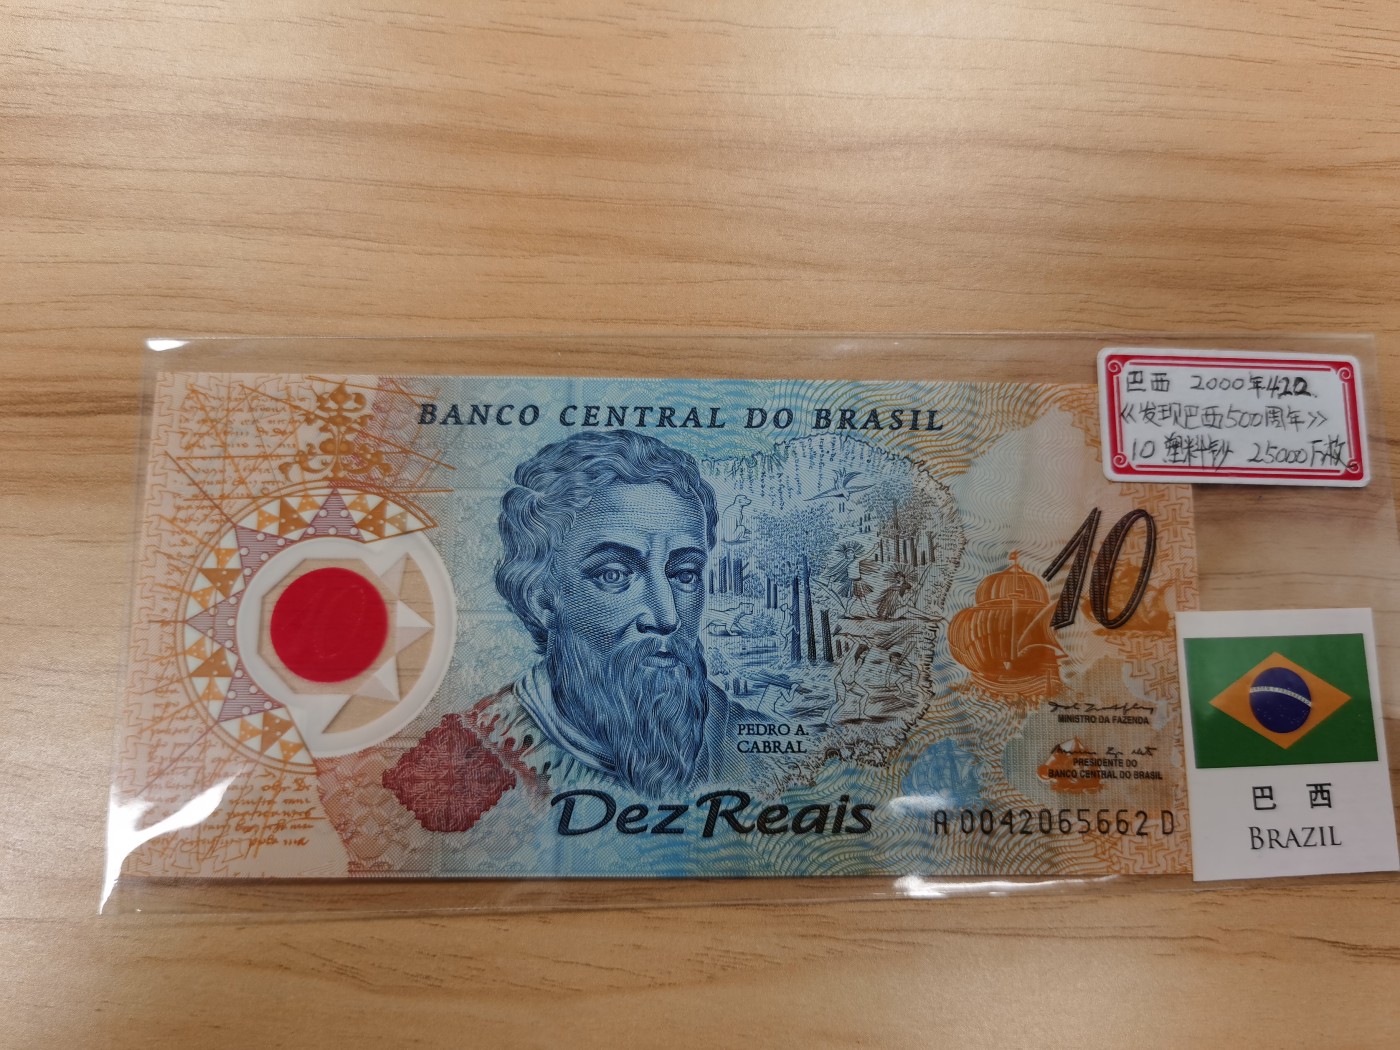 巴西 2000年4.22.
《发现巴西500周年》
10 塑料钞 25000万枚
BANCO CENTRAL DO BRASIL
10
PEDRO A.
CABRAL
MINISTRO DA FAZENDA
PRESIDENTE DO
BANCO CENTRAL DO BRASIL
Dez Reais
A 0042065662 D
巴 西
BRAZIL